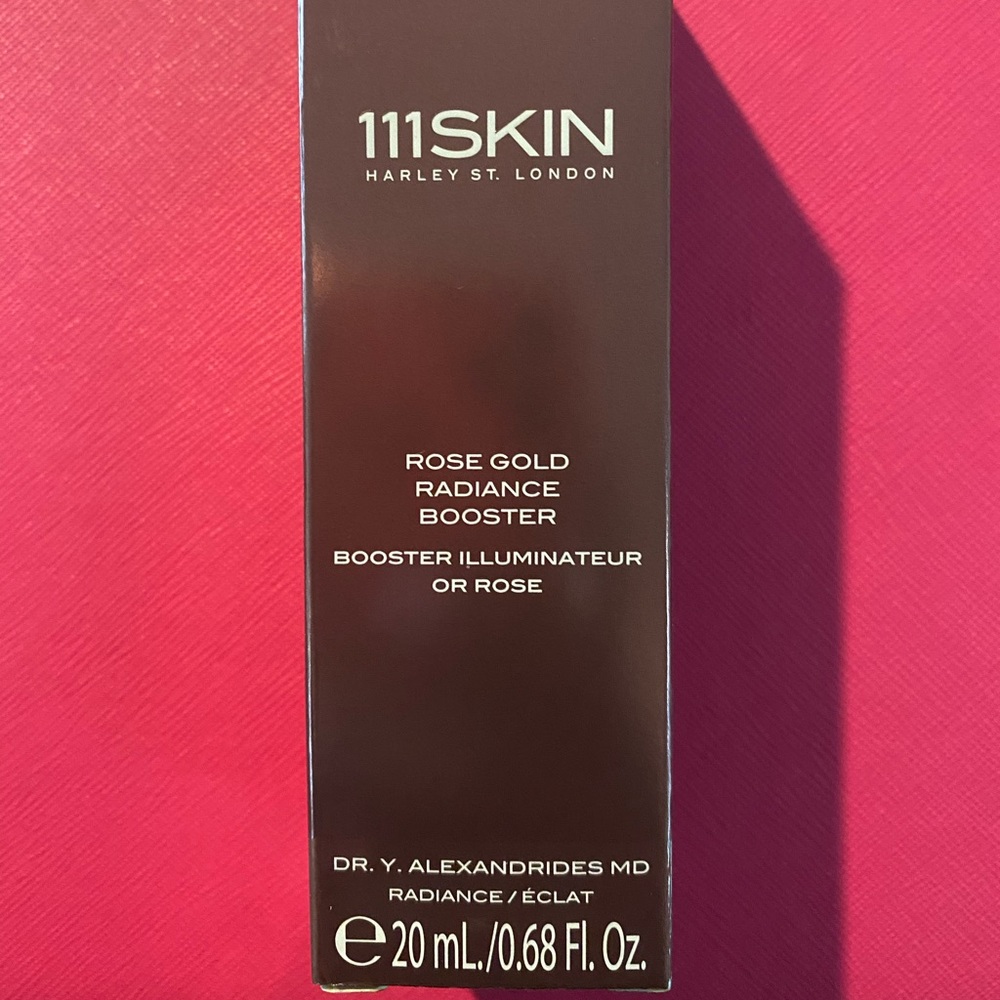 111SKIN
HARLEY ST. LONDON
ROSE GOLD
RADIANCE
BOOSTER
BOOSTER ILLUMINATEUR
OR ROSE
DR. Y. ALEXANDRIDES MD
RADIANCE / ÉCLAT
℮ 20 mL./0.68 Fl. Oz.